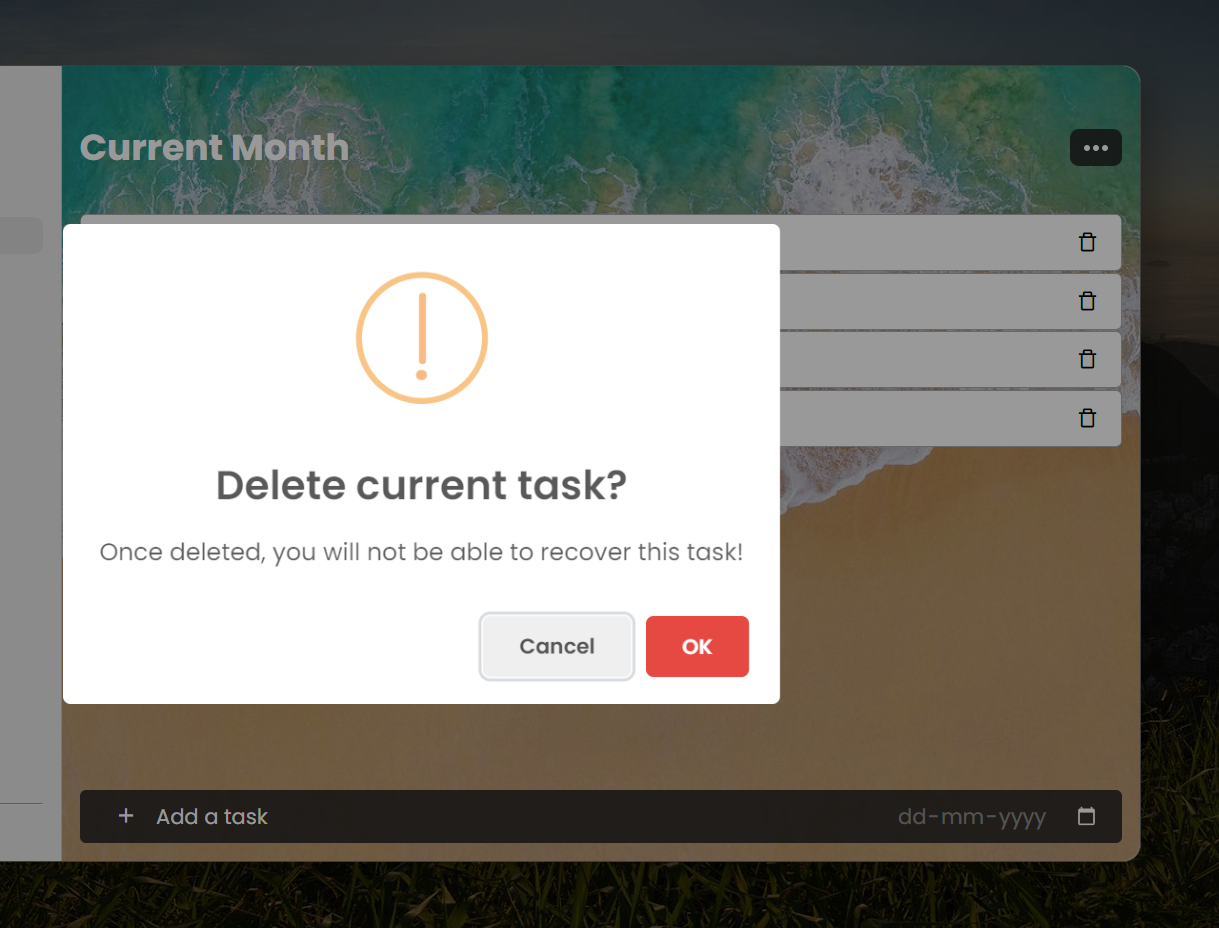 Current Month
Delete current task?
Once deleted, you will not be able to recover this task!
Cancel
OK
Add a task
dd-mm-yyyy